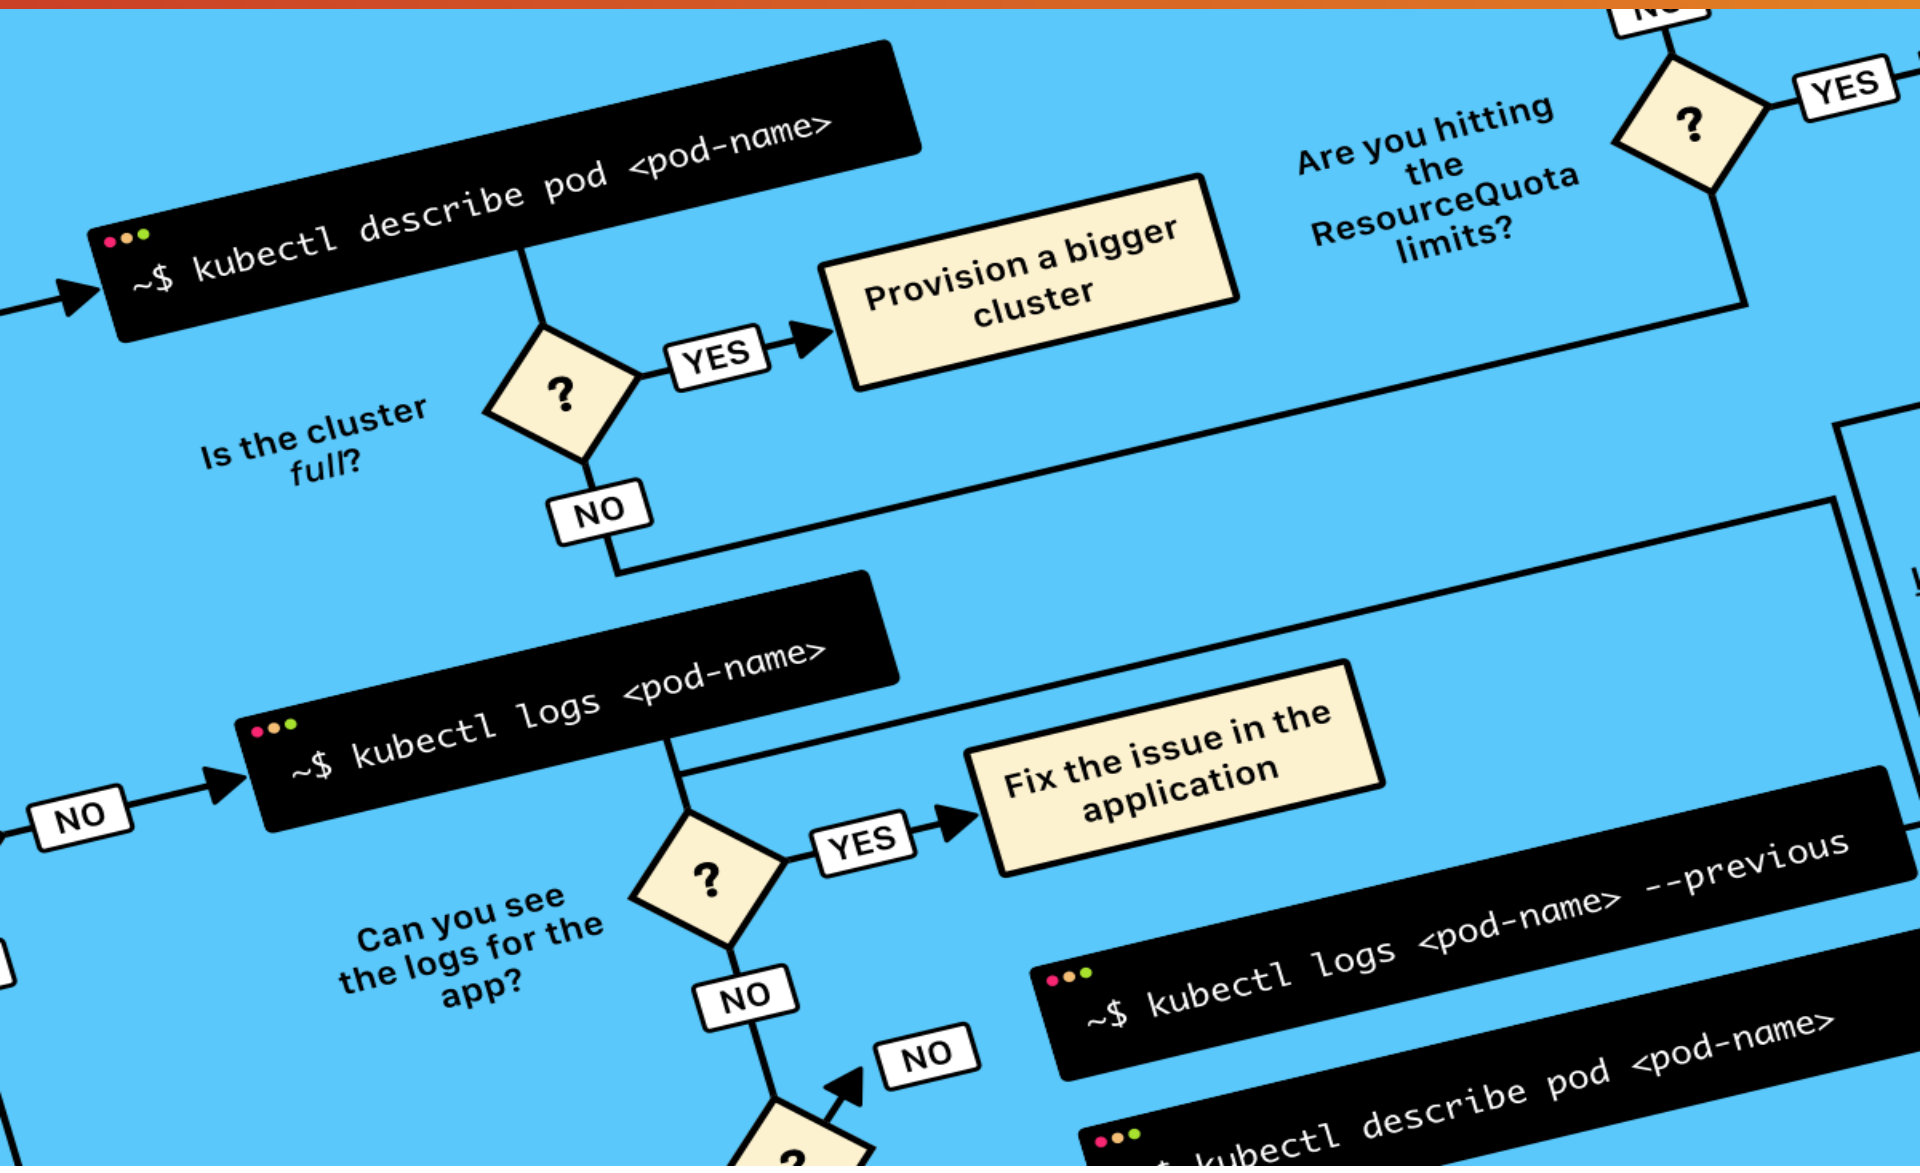 NO
YES
?
Are you hitting
the
ResourceQuota
limits?
~$ kubectl describe pod <pod-name>
Provision a bigger
cluster
YES
?
Is the cluster
full?
NO
~$ kubectl logs <pod-name>
NO
Fix the issue in the
application
YES
?
Can you see
the logs for the
app?
NO
~$ kubectl logs <pod-name> --previous
NO
kubectl describe pod <pod-name>
?